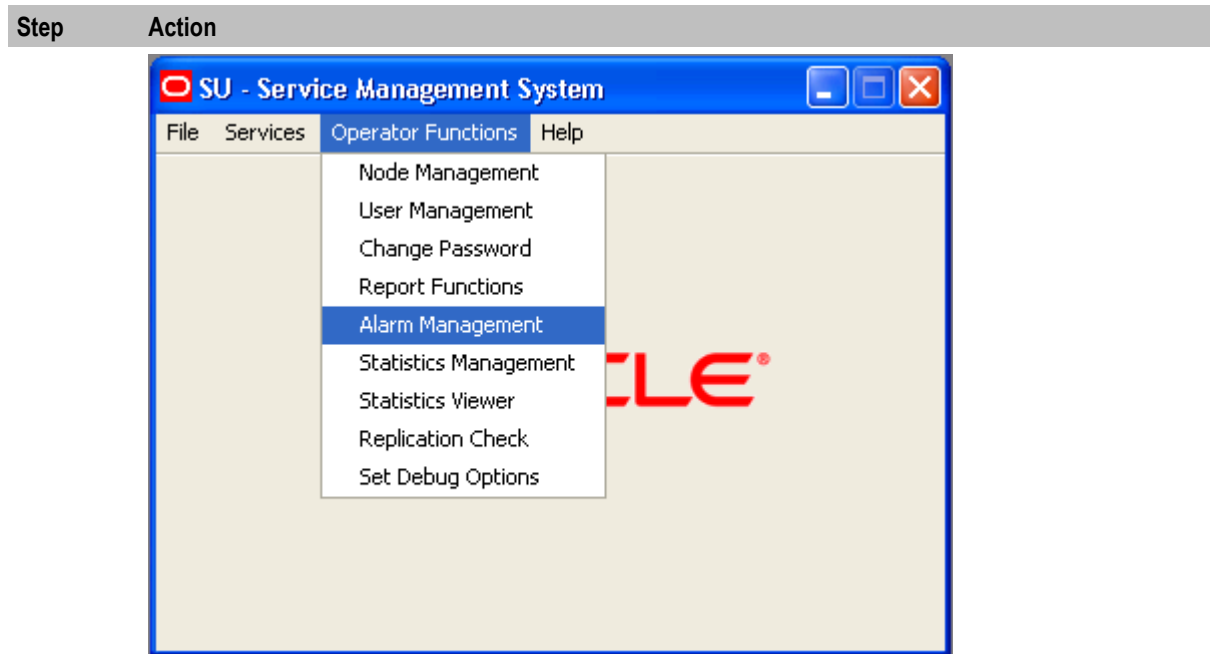 Step Action
SU - Service Management System
File Services Operator Functions Help
Node Management
User Management
Change Password
Report Functions
Alarm Management
Statistics Management
Statistics Viewer
Replication Check
Set Debug Options
CLE®